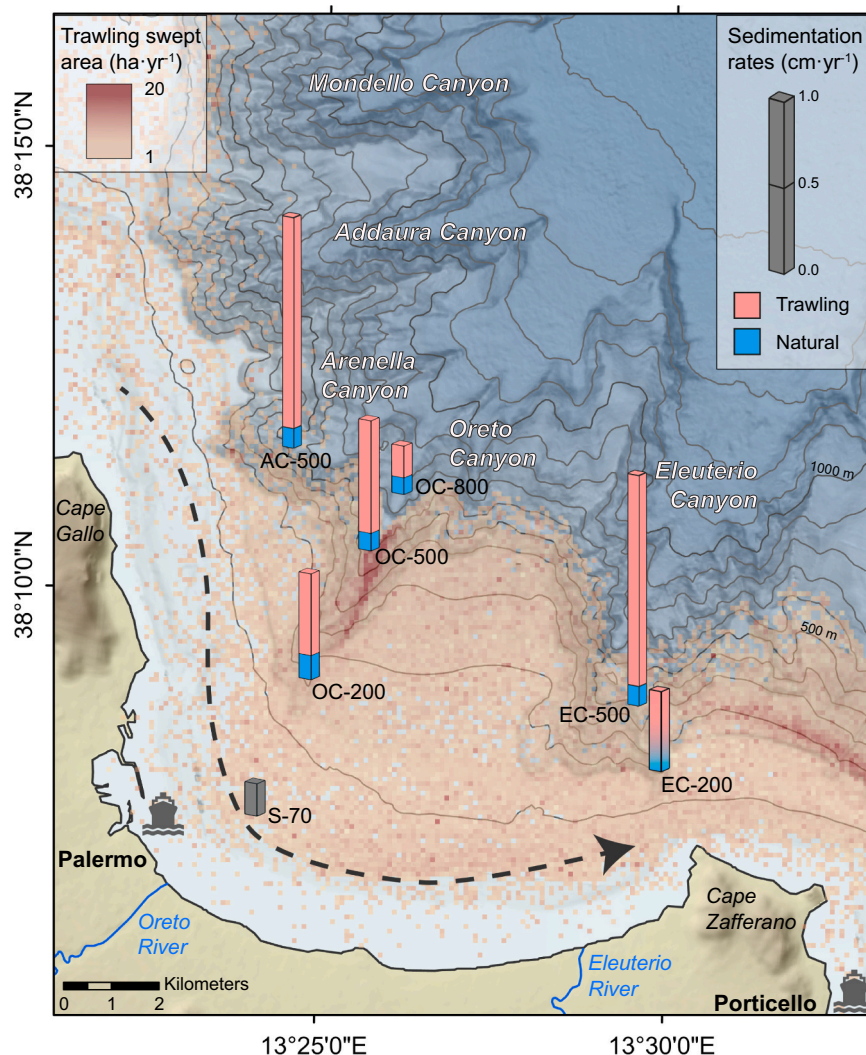 Trawling swept
area (ha·yr⁻¹)
20
1
Sedimentation
rates (cm·yr⁻¹)
1.0
0.5
0.0
Trawling
Natural
Mondello Canyon
Addaura Canyon
Arenella
Canyon
Oreto
Canyon
Eleuterio
Canyon
AC-500
OC-800
OC-500
OC-200
EC-500
EC-200
S-70
1000 m
500 m
Cape
Gallo
Palermo
Oreto
River
Eleuterio
River
Cape
Zafferano
Porticello
Kilometers
0 1 2
38°15'0"N
38°10'0"N
13°25'0"E
13°30'0"E